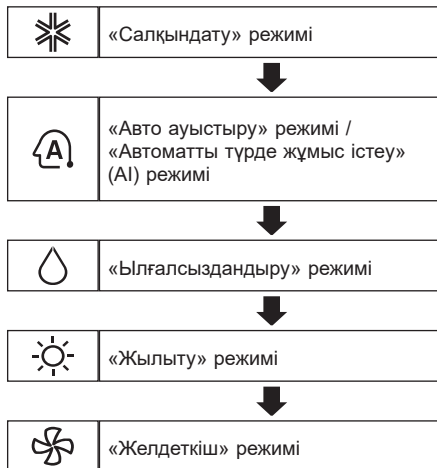 «Салқындату» режимі
A
«Авто ауыстыру» режимі /
«Автоматты түрде жұмыс істеу»
(AI) режимі
«Ылғалсыздандыру» режимі
«Жылыту» режимі
«Желдеткіш» режимі